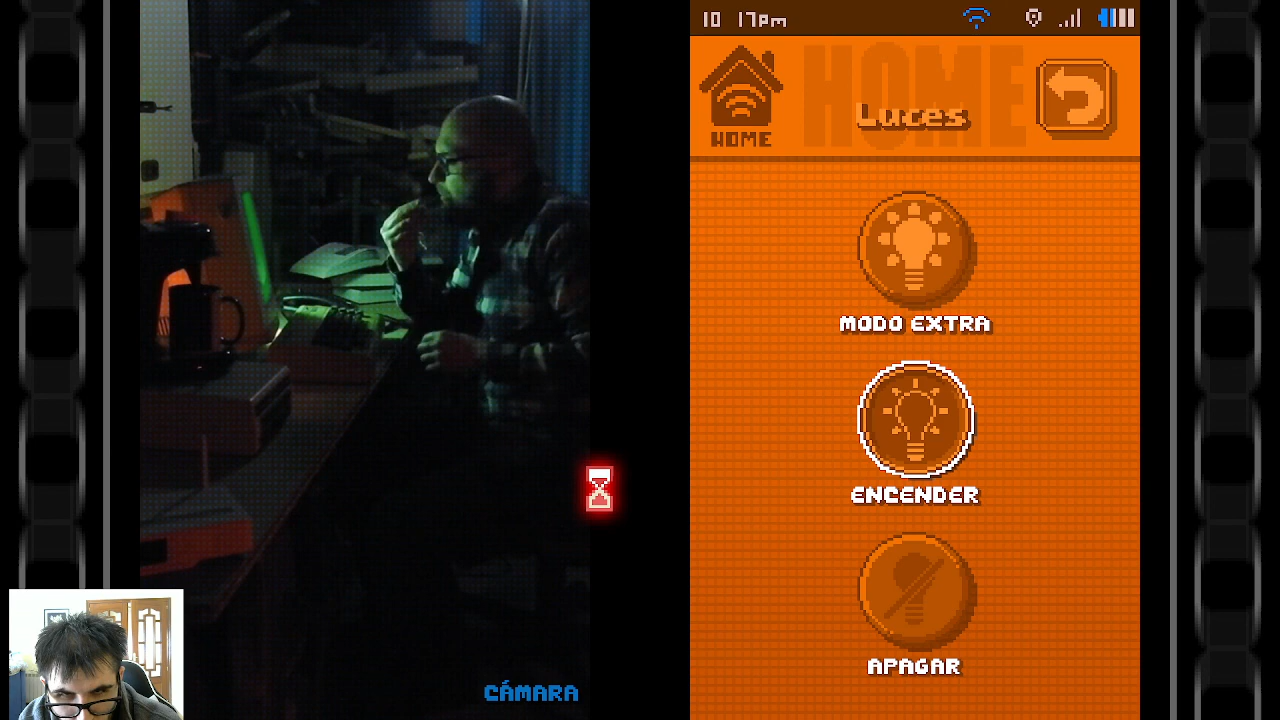 10 17pm
HOME
HOME
Luces
MODO EXTRA
ENCENDER
APAGAR
CÁMARA